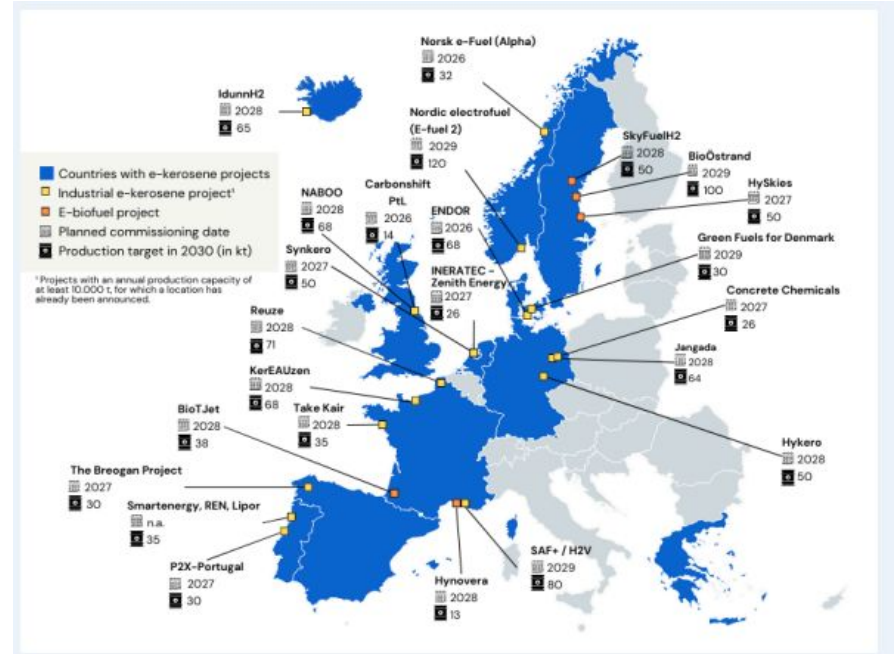 Norsk e-Fuel (Alpha)
2026
32
IdunnH2
2028
65
Nordic electrofuel
(E-fuel 2)
2029
120
SkyFuelH2
2028
50
BioÖstrand
2029
100
HySkies
2027
50
Countries with e-kerosene projects
Industrial e-kerosene project¹
E-biofuel project
Planned commissioning date
Production target in 2030 (in kt)
¹ Projects with an annual production capacity of
at least 10.000 t, for which a location has
already been announced.
NABOO
2028
68
Carbonshift
PtL
2026
14
ENDOR
2026
68
Synkero
2027
50
INERATEC -
Zenith Energy
2027
26
Green Fuels for Denmark
2029
30
Concrete Chemicals
2027
26
Reuze
2028
71
Jangada
2028
64
KerEAUzen
2028
68
BioTJet
2028
38
Take Kair
2028
35
Hykero
2028
50
The Breogan Project
2027
30
Smartenergy, REN, Lipor
n.a.
35
P2X-Portugal
2027
30
Hynovera
2028
13
SAF+ / H2V
2029
80